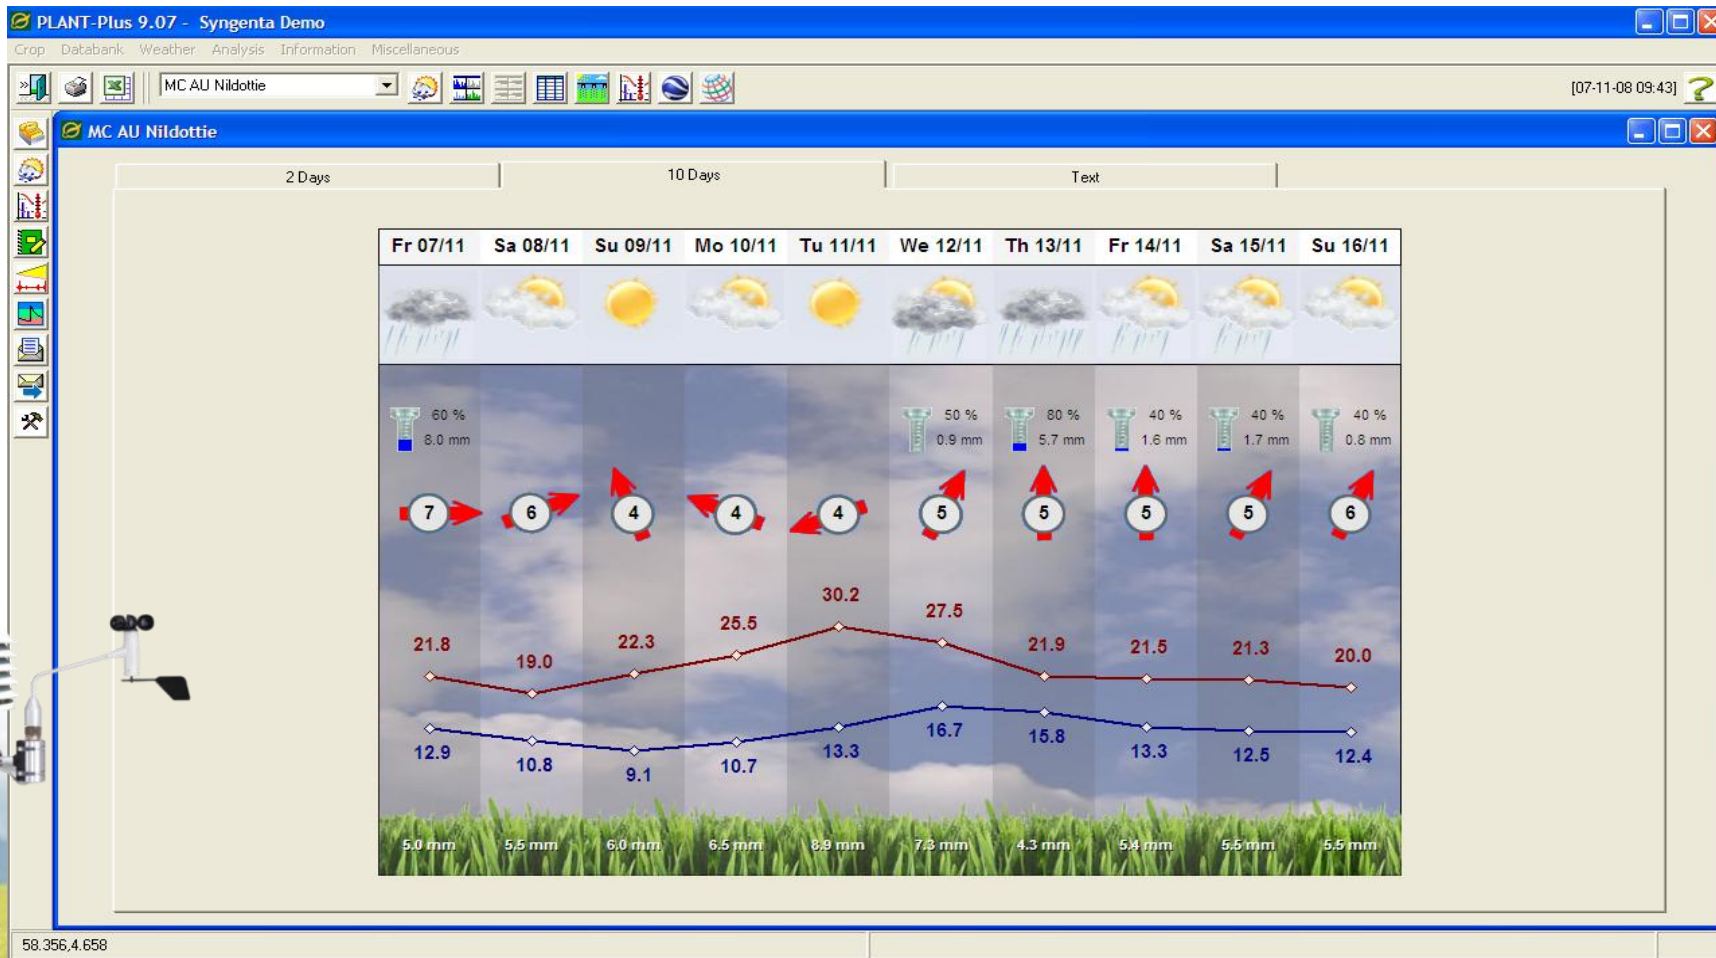 PLANT-Plus 9.07 - Syngenta Demo
Crop Databank Weather Analysis Information Miscellaneous
MC AU Nildottie [07-11-08 09:43]
MC AU Nildottie
2 Days 10 Days Text
Fr 07/11 Sa 08/11 Su 09/11 Mo 10/11 Tu 11/11 We 12/11 Th 13/11 Fr 14/11 Sa 15/11 Su 16/11
60 % 50 % 80 % 40 % 40 % 40 %
8.0 mm 0.9 mm 5.7 mm 1.6 mm 1.7 mm 0.8 mm
7 6 4 4 4 5 5 5 5 6
21.8 19.0 22.3 25.5 30.2 27.5 21.9 21.5 21.3 20.0
12.9 10.8 9.1 10.7 13.3 16.7 15.8 13.3 12.5 12.4
5.0 mm 5.5 mm 6.0 mm 6.5 mm 8.9 mm 7.3 mm 4.3 mm 5.4 mm 5.5 mm 5.5 mm
58.356,4.658